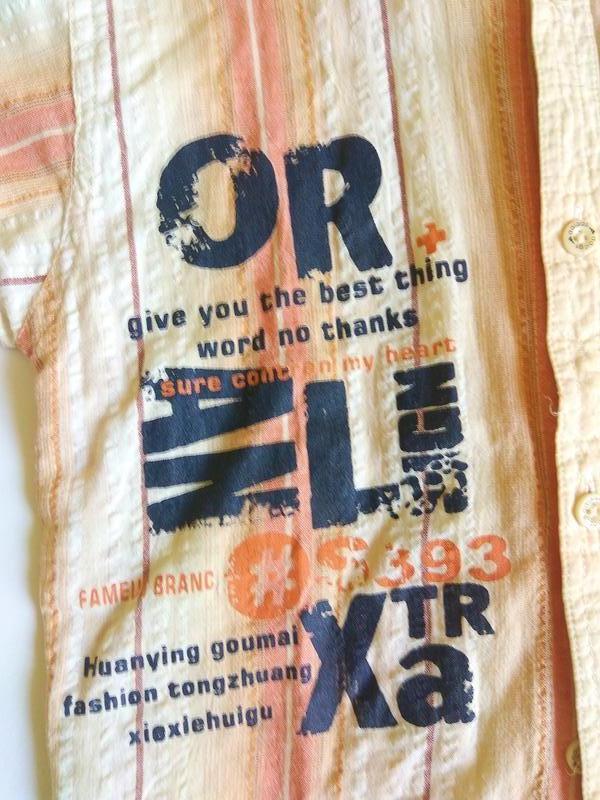 OR
give you the best thing
word no thanks
sure my heart
L
# 393
BRANC
TR
Xa
Huanying goumai
fashion tongzhuang
xiexiehuigu